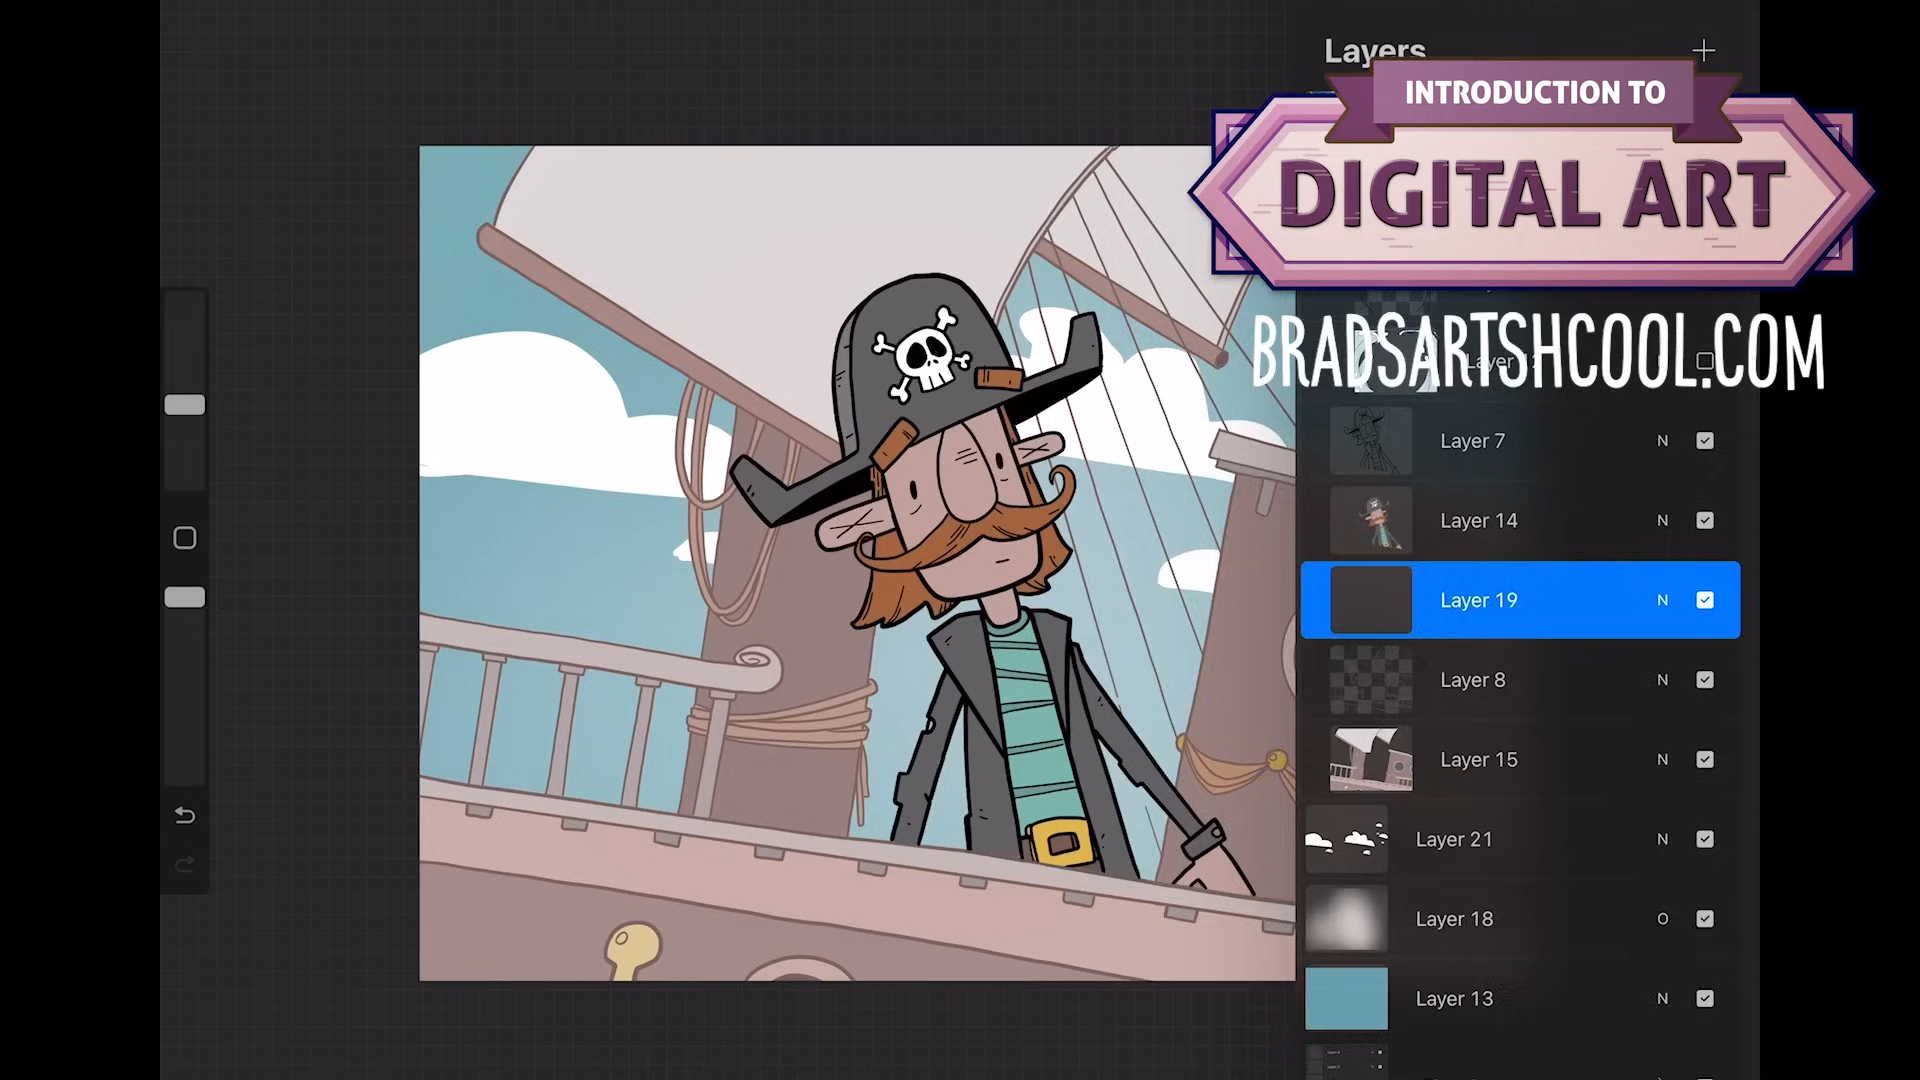 Layers
INTRODUCTION TO
DIGITAL ART
BRADSARTSHCOOL.COM
Layer 7 N
Layer 14 N
Layer 19 N
Layer 8 N
Layer 15 N
Layer 21 N
Layer 18 O
Layer 13 N